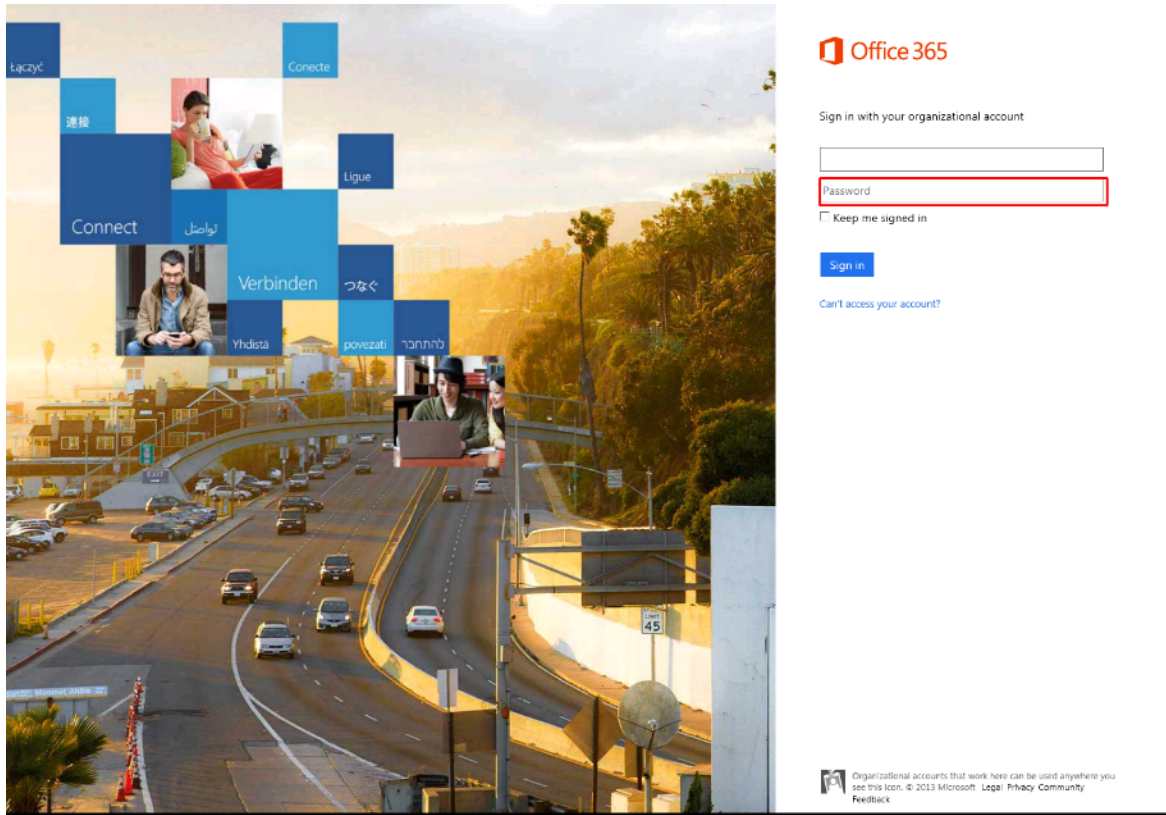 Łączyć
Conecte
連接
Ligue
Connect
تواصل
Verbinden
つなぐ
Yhdistä
povezati
להתחבר
EXIT
LIMIT
45
Office 365
Sign in with your organizational account
Password
Keep me signed in
Sign in
Can't access your account?
Organizational accounts that work here can be used anywhere you
see this icon. © 2013 Microsoft Legal Privacy Community
Feedback